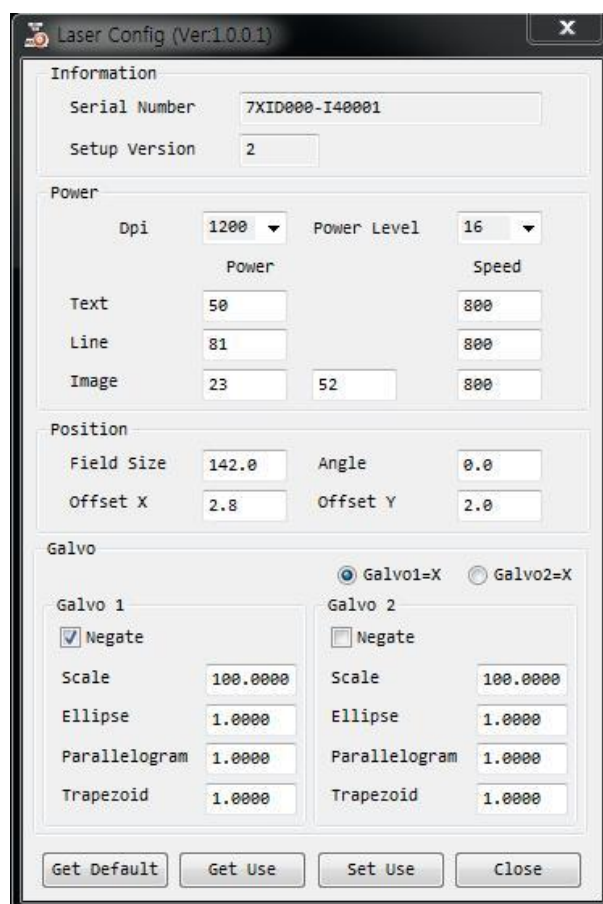 Laser Config (Ver:1.0.0.1) x
Information
Serial Number 7XID000-I40001
Setup Version 2
Power
Dpi 1200 Power Level 16
Power Speed
Text 50 800
Line 81 800
Image 23 52 800
Position
Field Size 142.0 Angle 0.0
Offset X 2.8 Offset Y 2.0
Galvo
Galvo1=X Galvo2=X
Galvo 1 Galvo 2
Negate Negate
Scale 100.0000 Scale 100.0000
Ellipse 1.0000 Ellipse 1.0000
Parallelogram 1.0000 Parallelogram 1.0000
Trapezoid 1.0000 Trapezoid 1.0000
Get Default Get Use Set Use Close